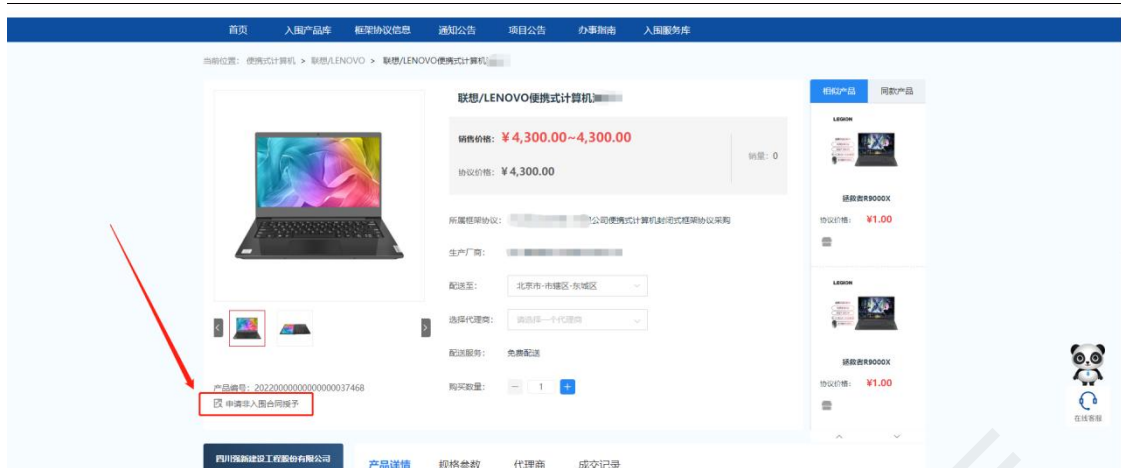 首页 入围产品库 框架协议信息 通知公告 项目公告 办事指南 入围服务库
当前位置: 便携式计算机 > 联想/LENOVO > 联想/LENOVO便携式计算机
联想/LENOVO便携式计算机
销售价格: ¥4,300.00~4,300.00
销量: 0
协议价格: ¥4,300.00
所属框架协议: 公司便携式计算机封闭式框架协议采购
生产厂商:
配送至: 北京市-市辖区-东城区
选择代理商: 请选择一个代理商
配送服务: 免费配送
购买数量: － 1 +
产品编号: 2022000000000000037468
申请非入围合同授予
相似产品 同款产品
LEGION
拯救者R9000X
协议价格: ¥1.00
LEGION
拯救者R9000X
协议价格: ¥1.00
在线客服
四川强新建设工程股份有限公司
产品详情 规格参数 代理商 成交记录